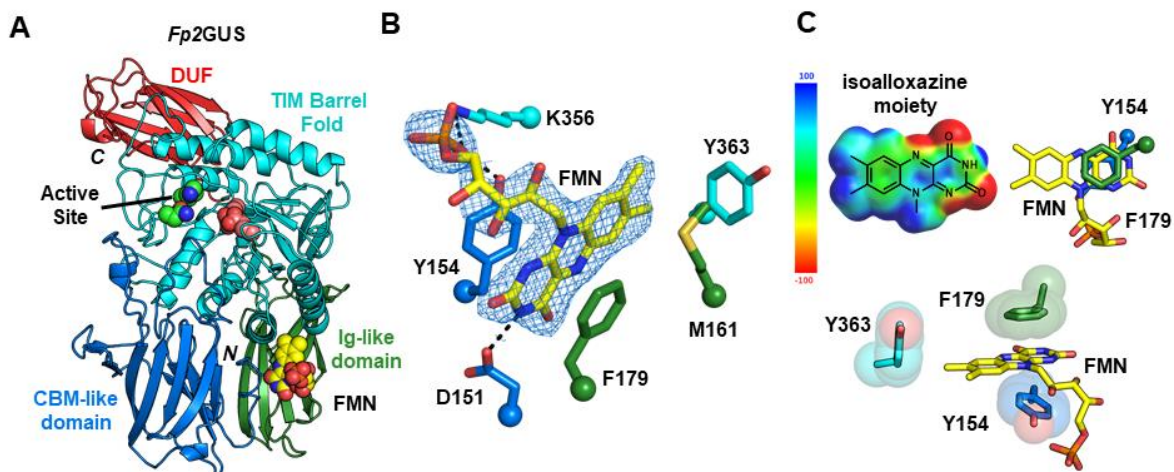 A
Fp2GUS
DUF
TIM Barrel
Fold
C
Active
Site
N
Ig-like
domain
CBM-like
domain
FMN
B
K356
FMN
Y363
Y154
M161
F179
D151
C
100
-100
isoalloxazine
moiety
N
O
NH
N
N
O
Y154
FMN
F179
F179
Y363
FMN
Y154